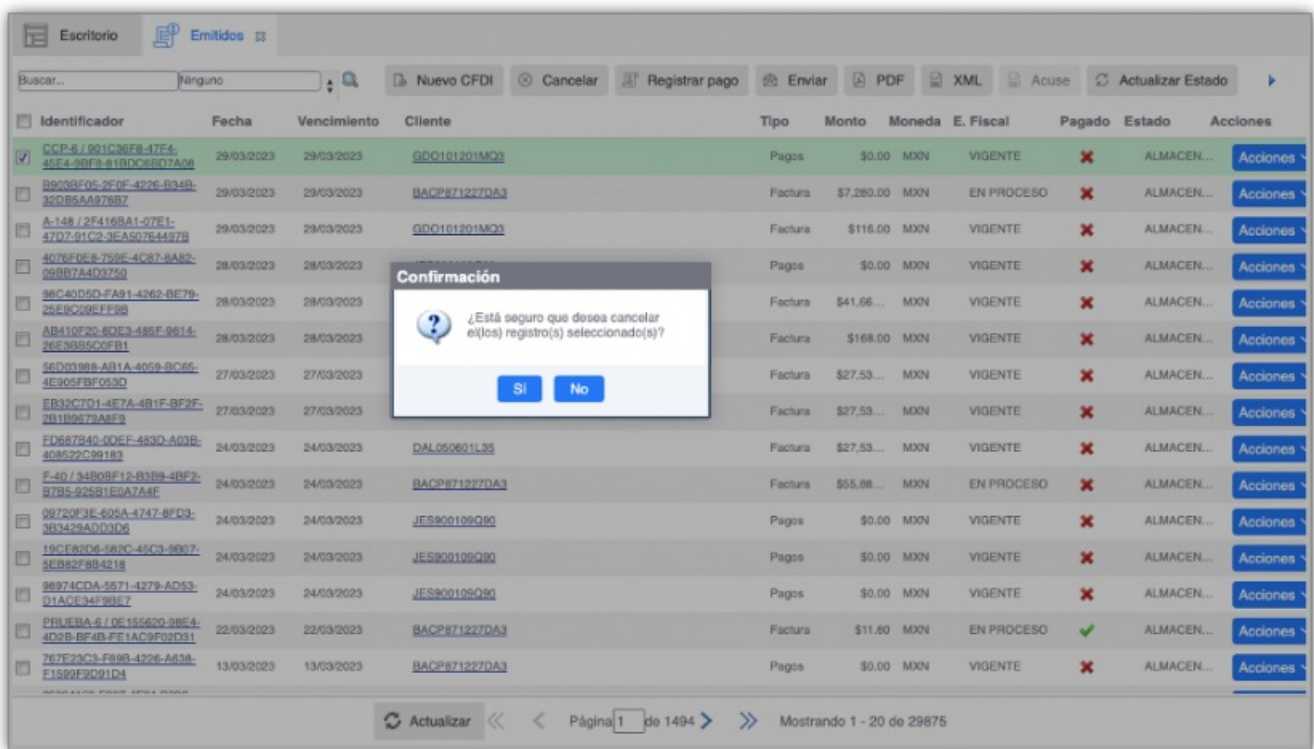 Escritorio Emitidos
Buscar... Ninguno Nuevo CFDI Cancelar Registrar pago Enviar PDF XML Acuse Actualizar Estado
Identificador Fecha Vencimiento Cliente Tipo Monto Moneda E. Fiscal Pagado Estado Acciones
CCP-6 / 901C36F8-47F4-
45E4-9BF8-81BDC6BD7A08 29/03/2023 29/03/2023 GDO101201MQ3 Pagos $0.00 MXN VIGENTE ALMACEN... Acciones
B903BF05-2F0F-4226-B34B-
32DB5AA976B7 29/03/2023 29/03/2023 BACP871227DA3 Factura $7,280.00 MXN EN PROCESO ALMACEN... Acciones
A-148 / 2F416BA1-07E1-
47D7-91C2-3EA50764497B 29/03/2023 29/03/2023 GDO101201MQ3 Factura $116.00 MXN VIGENTE ALMACEN... Acciones
4076F0E8-759E-4C87-8A82-
09BB7A4D3750 28/03/2023 28/03/2023 Pagos $0.00 MXN VIGENTE ALMACEN... Acciones
Confirmación
¿Está seguro que desea cancelar
el(los) registro(s) seleccionado(s)?
Si No
98C40D5D-FA91-4262-BE79-
25E9C09EFF9B 28/03/2023 28/03/2023 Factura $41,66... MXN VIGENTE ALMACEN... Acciones
AB410F20-6DE3-485F-9614-
26E3BB5C0FB1 28/03/2023 28/03/2023 Factura $168.00 MXN VIGENTE ALMACEN... Acciones
56D03988-AB1A-4059-BC65-
4E905FBF053D 27/03/2023 27/03/2023 Factura $27,53... MXN VIGENTE ALMACEN... Acciones
EB32C7D1-4E7A-4B1F-BF2F-
2B1B9679A8F9 27/03/2023 27/03/2023 Factura $27,53... MXN VIGENTE ALMACEN... Acciones
FD687B40-0DEF-483D-A03B-
408522C99183 24/03/2023 24/03/2023 DAL050601L35 Factura $27,53... MXN VIGENTE ALMACEN... Acciones
F-40 / 34B0BF12-B3B9-4BF2-
B7B5-925B1E0A7A4F 24/03/2023 24/03/2023 BACP871227DA3 Factura $55,88... MXN EN PROCESO ALMACEN... Acciones
09720F3E-605A-4747-8FD3-
3B3429ADD3D6 24/03/2023 24/03/2023 JES900109Q90 Pagos $0.00 MXN VIGENTE ALMACEN... Acciones
19CE82D6-582C-45C3-9B07-
5EB82F8B4218 24/03/2023 24/03/2023 JES900109Q90 Pagos $0.00 MXN VIGENTE ALMACEN... Acciones
98974CDA-5571-4279-AD53-
D1ACE34F9BE7 24/03/2023 24/03/2023 JES900109Q90 Pagos $0.00 MXN VIGENTE ALMACEN... Acciones
PRUEBA-6 / 0E155620-98E4-
4D2B-BF4B-FE1AC9F02D31 22/03/2023 22/03/2023 BACP871227DA3 Factura $11.60 MXN EN PROCESO ALMACEN... Acciones
767E23C3-F89B-4226-A638-
F1599F9D91D4 13/03/2023 13/03/2023 BACP871227DA3 Pagos $0.00 MXN VIGENTE ALMACEN... Acciones
Actualizar Página 1 de 1494 Mostrando 1 - 20 de 29875